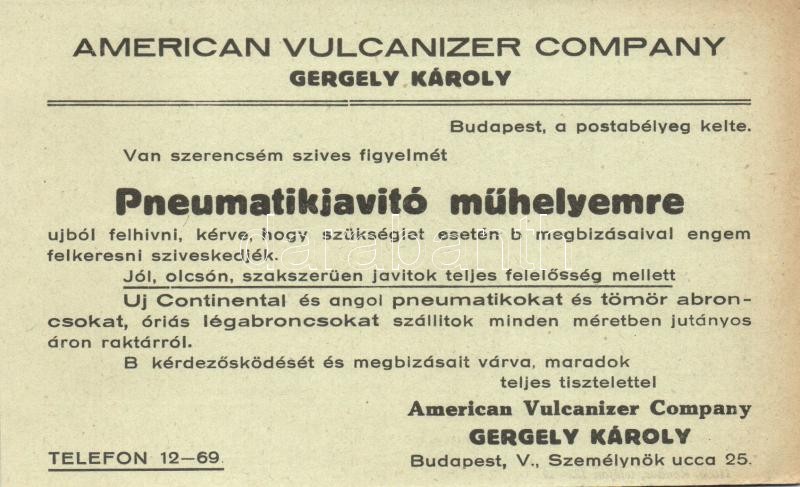 AMERICAN VULCANIZER COMPANY
GERGELY KÁROLY
Budapest, a postabélyeg kelte.
Van szerencsém szives figyelmét
Pneumatikjavitó műhelyemre
ujból felhivni, kérve, hogy szükséglet esetén b megbizásaival engem
felkeresni sziveskedjék.
Jól, olcsón, szakszerüen javitok teljes felelősség mellett
Uj Continental és angol pneumatikokat és tömör abron-
csokat, óriás légabroncsokat szállitok minden méretben jutányos
áron raktárról.
B kérdezősködését és megbizásait várva, maradok
teljes tisztelettel
American Vulcanizer Company
GERGELY KÁROLY
TELEFON 12—69.
Budapest, V., Személynök ucca 25.
darabanth